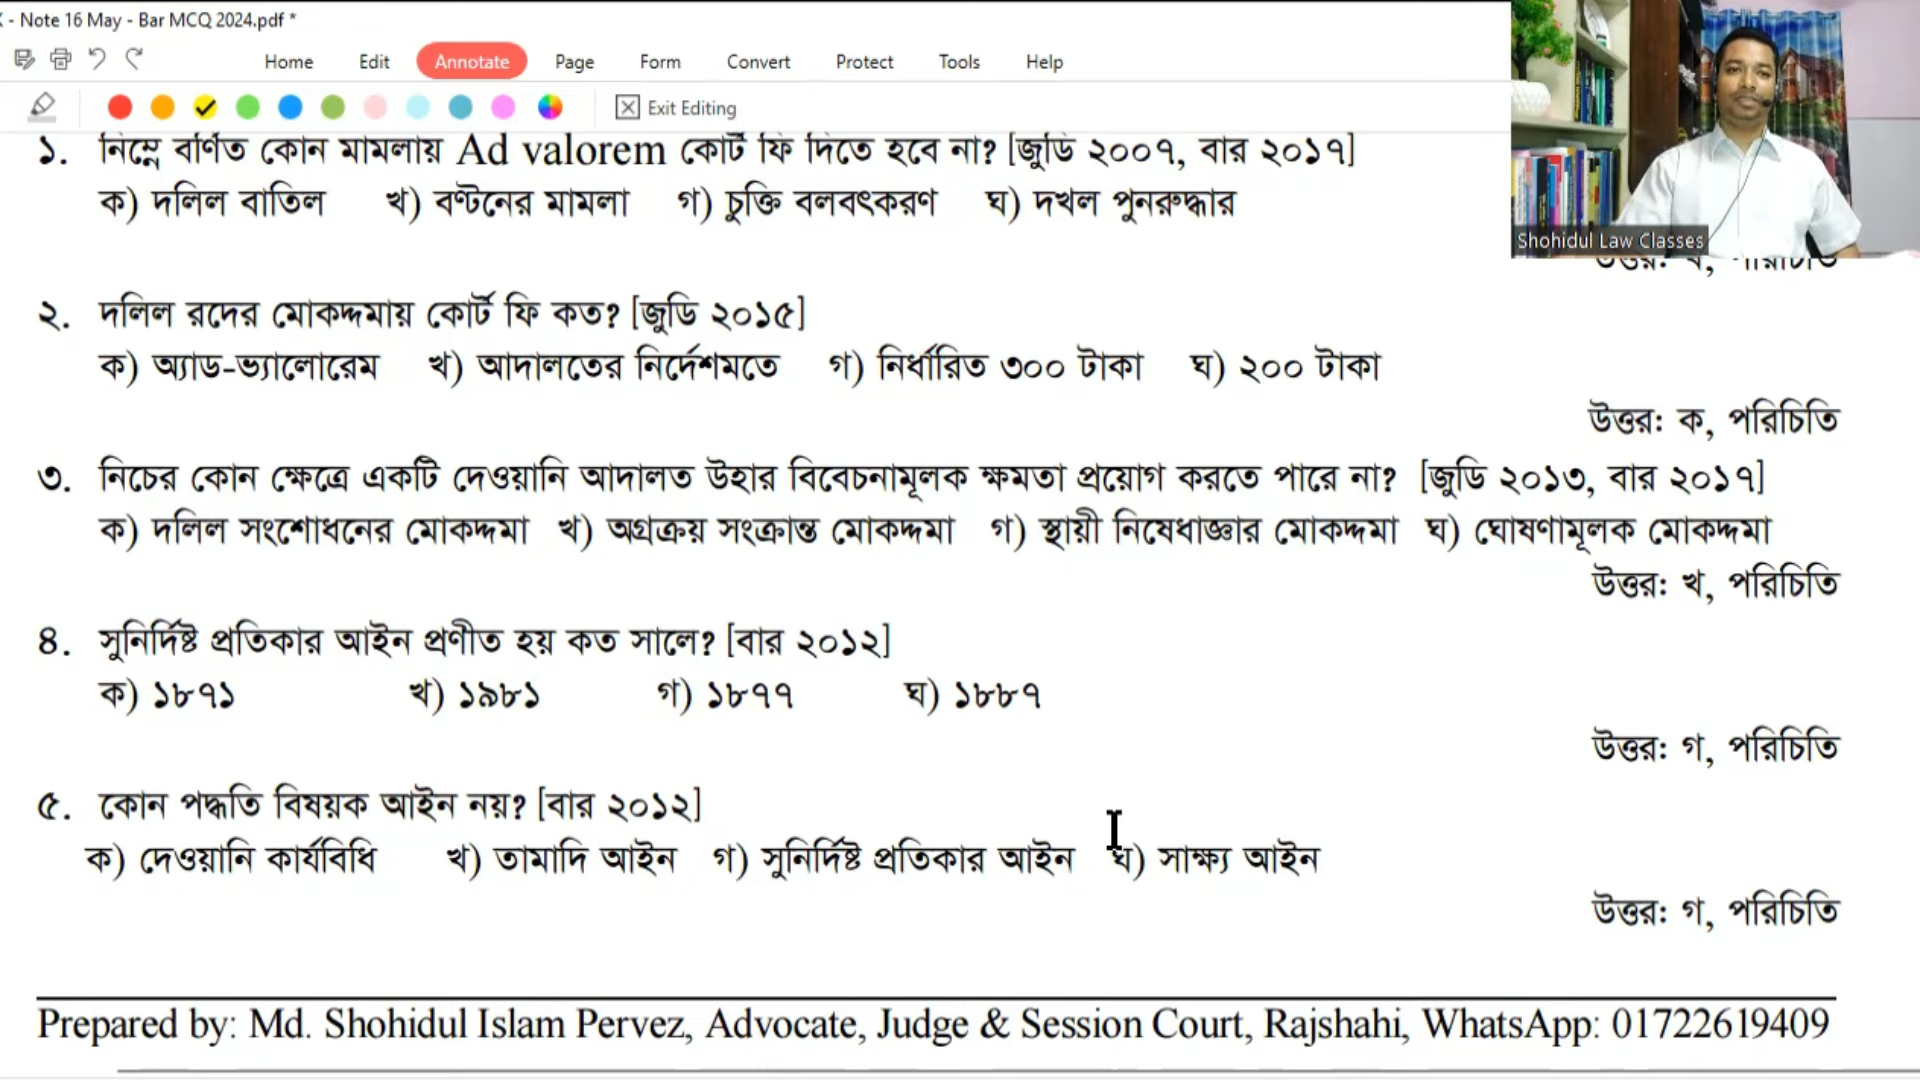 - Note 16 May - Bar MCQ 2024.pdf *
Home Edit Annotate Page Form Convert Protect Tools Help
Exit Editing
১. নিম্নে বর্ণিত কোন মামলায় Ad valorem কোর্ট ফি দিতে হবে না? [জুডি ২০০৭, বার ২০১৭]
ক) দলিল বাতিল খ) বণ্টনের মামলা গ) চুক্তি বলবৎকরণ ঘ) দখল পুনরুদ্ধার
Shohidul Law Classes
২. দলিল রদের মোকদ্দমায় কোর্ট ফি কত? [জুডি ২০১৫]
ক) অ্যাড-ভ্যালোরেম খ) আদালতের নির্দেশমতে গ) নির্ধারিত ৩০০ টাকা ঘ) ২০০ টাকা
উত্তর: ক, পরিচিতি
৩. নিচের কোন ক্ষেত্রে একটি দেওয়ানি আদালত উহার বিবেচনামূলক ক্ষমতা প্রয়োগ করতে পারে না? [জুডি ২০১৩, বার ২০১৭]
ক) দলিল সংশোধনের মোকদ্দমা খ) অগ্রক্রয় সংক্রান্ত মোকদ্দমা গ) স্থায়ী নিষেধাজ্ঞার মোকদ্দমা ঘ) ঘোষণামূলক মোকদ্দমা
উত্তর: খ, পরিচিতি
৪. সুনির্দিষ্ট প্রতিকার আইন প্রণীত হয় কত সালে? [বার ২০১২]
ক) ১৮৭১ খ) ১৯৮১ গ) ১৮৭৭ ঘ) ১৮৮৭
উত্তর: গ, পরিচিতি
৫. কোন পদ্ধতি বিষয়ক আইন নয়? [বার ২০১২]
ক) দেওয়ানি কার্যবিধি খ) তামাদি আইন গ) সুনির্দিষ্ট প্রতিকার আইন ঘ) সাক্ষ্য আইন
উত্তর: গ, পরিচিতি
Prepared by: Md. Shohidul Islam Pervez, Advocate, Judge & Session Court, Rajshahi, WhatsApp: 01722619409